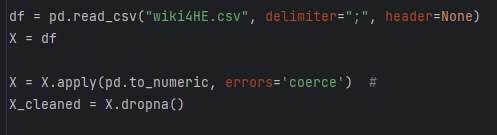 df = pd.read_csv("wiki4HE.csv", delimiter=";", header=None)
X = df
X = X.apply(pd.to_numeric, errors='coerce')  #
X_cleaned = X.dropna()